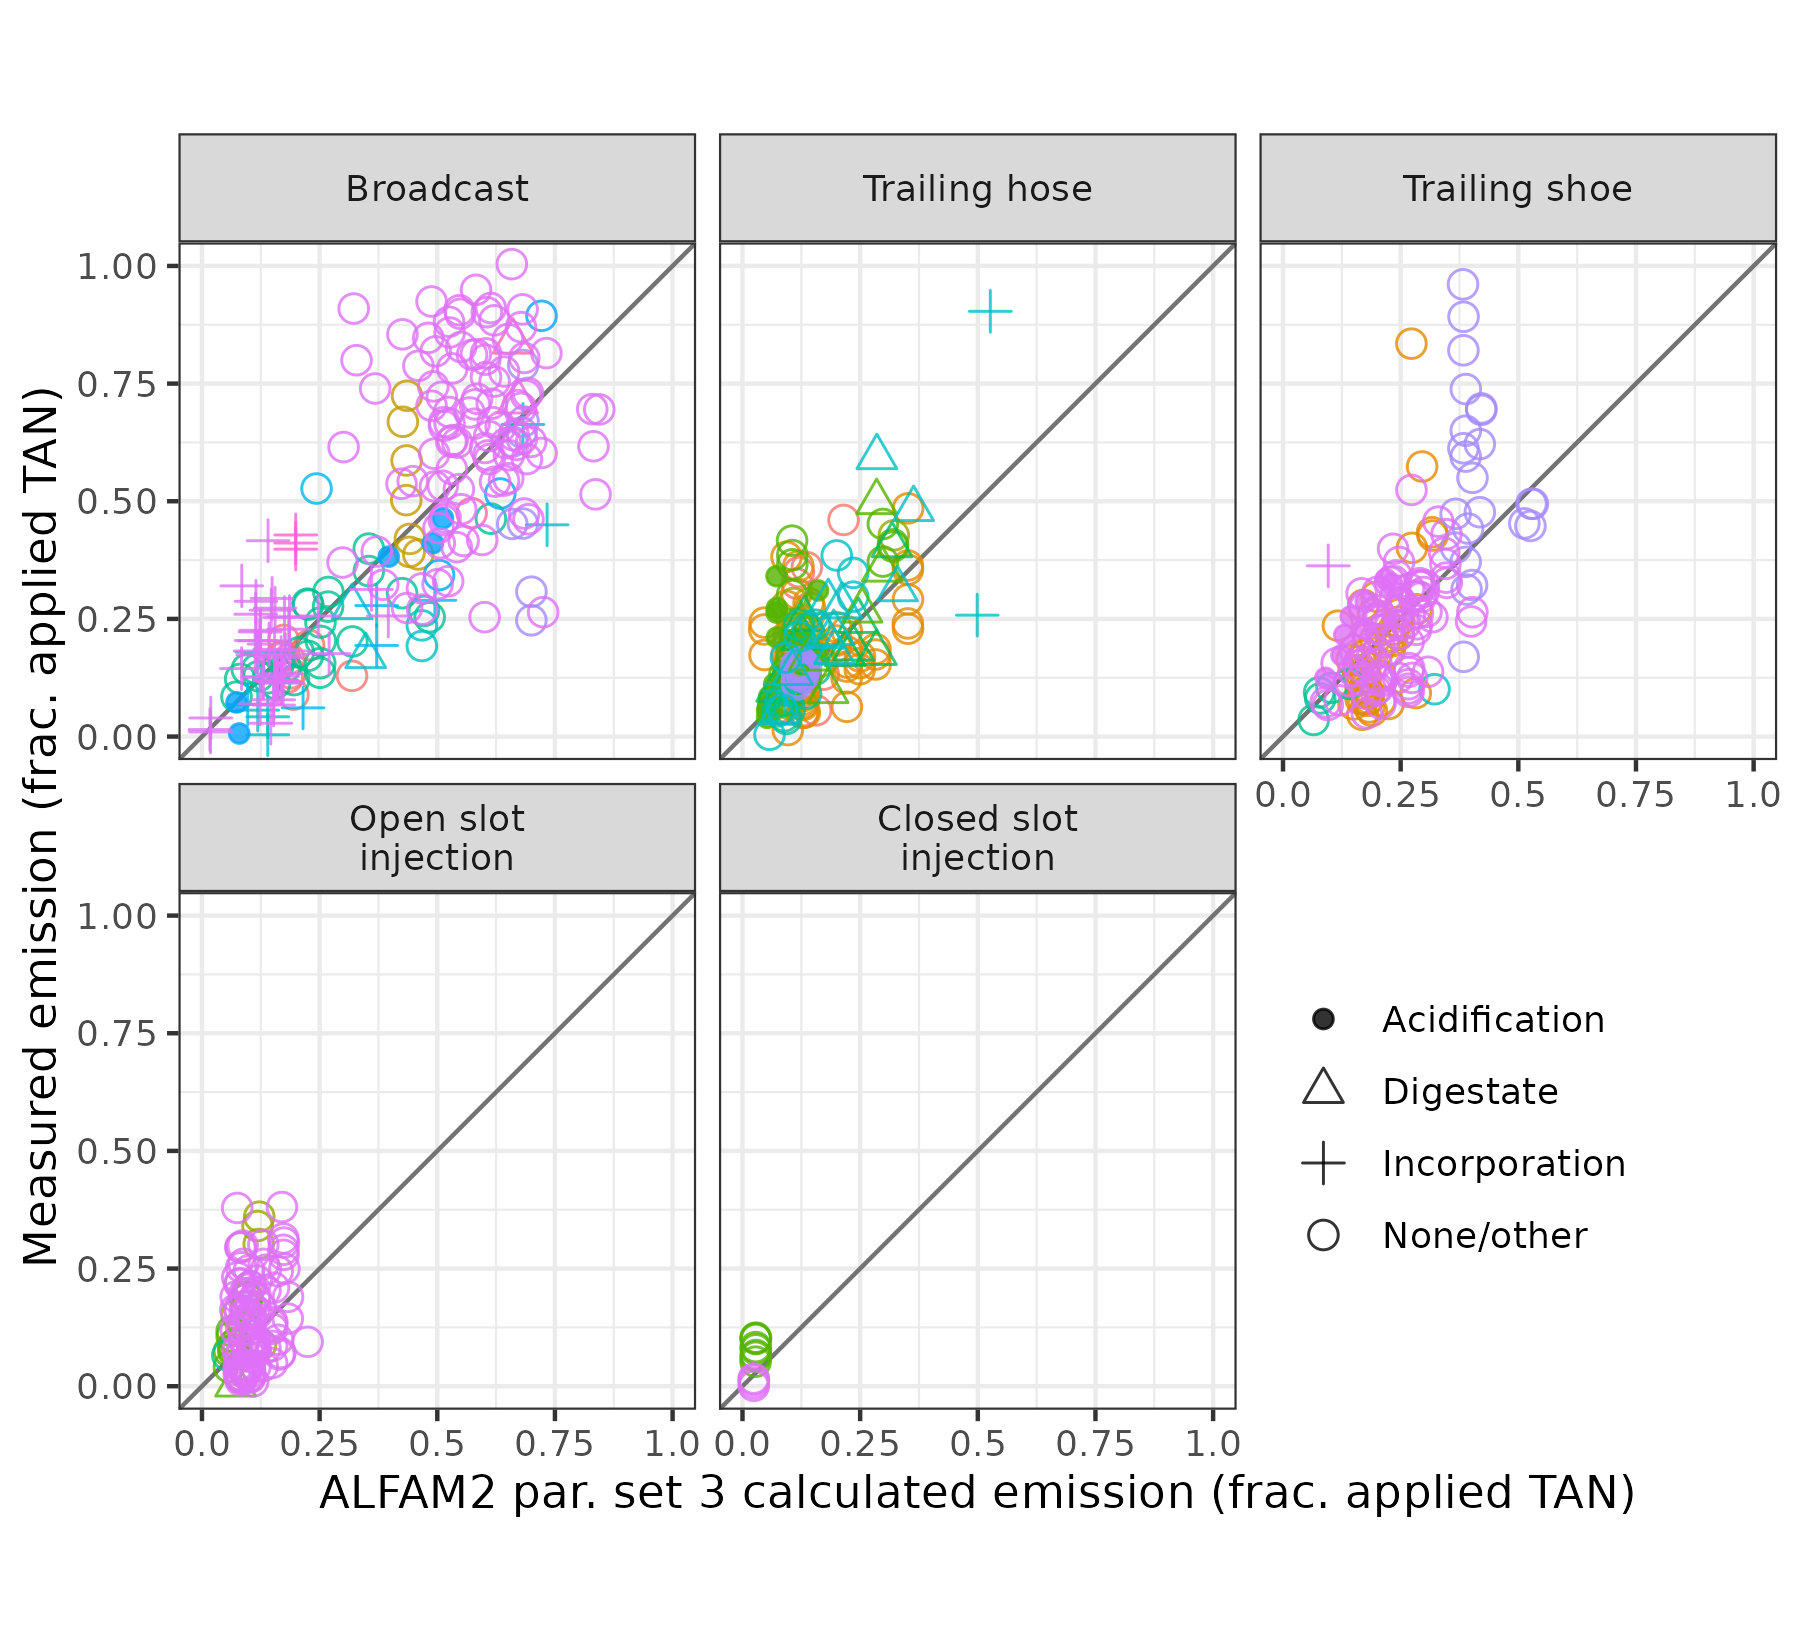 Broadcast
Trailing hose
Trailing shoe
1.00
0.75
0.50
0.25
0.00
0.0 0.25 0.5 0.75 1.0
Open slot
injection
Closed slot
injection
1.00
0.75
0.50
0.25
0.00
0.0 0.25 0.5 0.75 1.0
0.0 0.25 0.5 0.75 1.0
Measured emission (frac. applied TAN)
ALFAM2 par. set 3 calculated emission (frac. applied TAN)
Acidification
Digestate
Incorporation
None/other